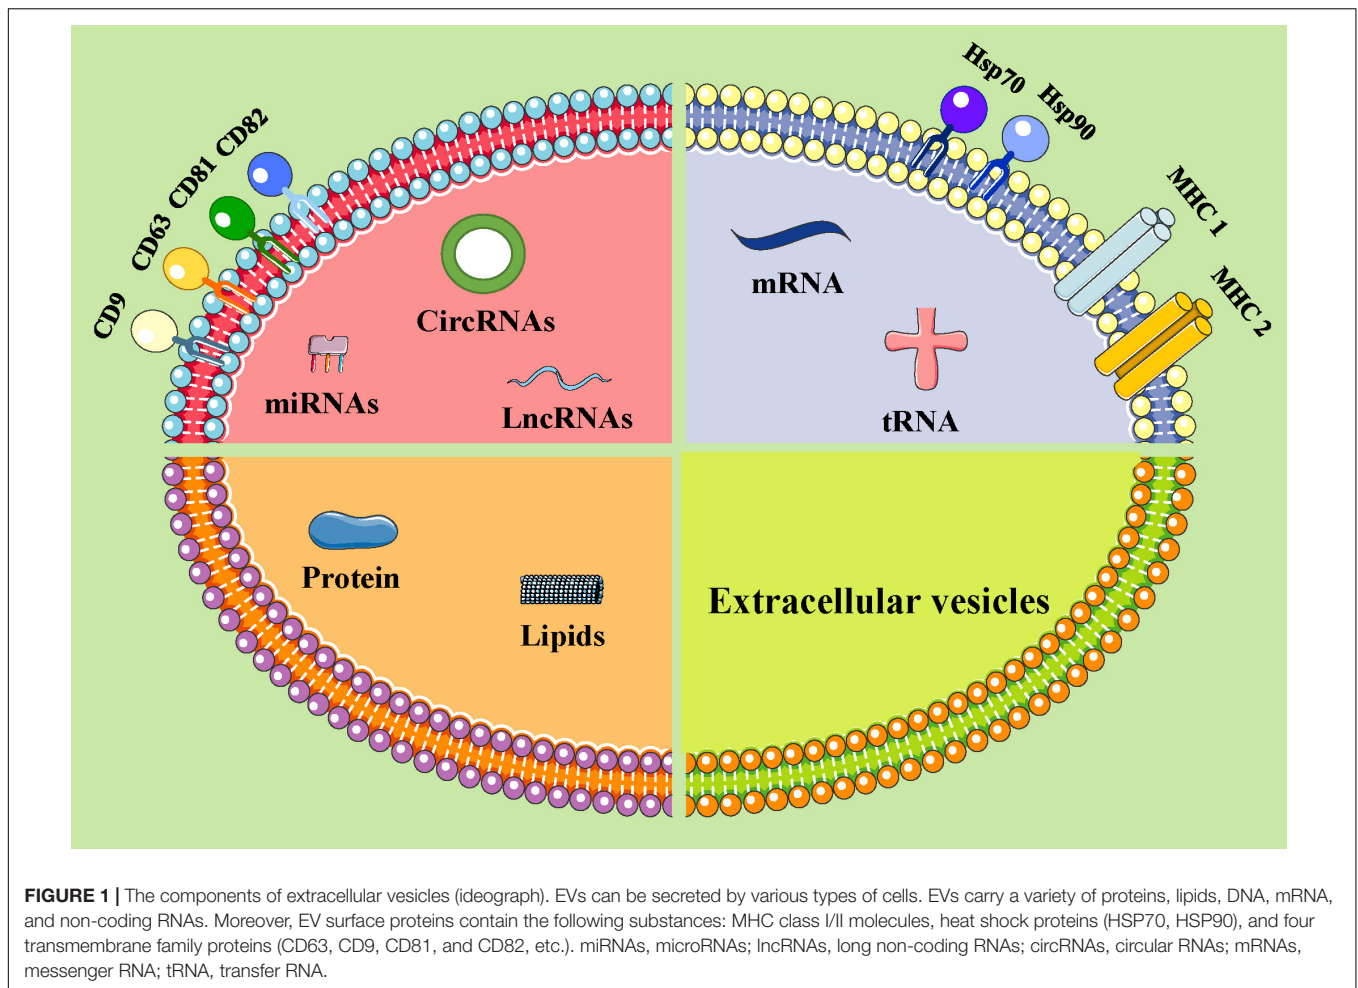 Hsp70
Hsp90
CD82
CD81
CD63
CD9
MHC 1
MHC 2
CircRNAs
miRNAs
LncRNAs
mRNA
tRNA
Protein
Lipids
Extracellular vesicles
FIGURE 1 | The components of extracellular vesicles (ideograph). EVs can be secreted by various types of cells. EVs carry a variety of proteins, lipids, DNA, mRNA,
and non-coding RNAs. Moreover, EV surface proteins contain the following substances: MHC class I/II molecules, heat shock proteins (HSP70, HSP90), and four
transmembrane family proteins (CD63, CD9, CD81, and CD82, etc.). miRNAs, microRNAs; lncRNAs, long non-coding RNAs; circRNAs, circular RNAs; mRNAs,
messenger RNA; tRNA, transfer RNA.